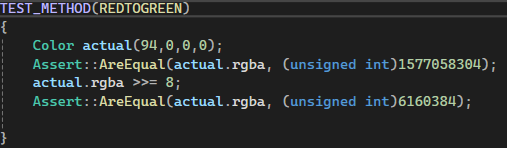 TEST_METHOD(REDTOGREEN)
{
    Color actual(94,0,0,0);
    Assert::AreEqual(actual.rgba, (unsigned int)1577058304);
    actual.rgba >>= 8;
    Assert::AreEqual(actual.rgba, (unsigned int)6160384);
}